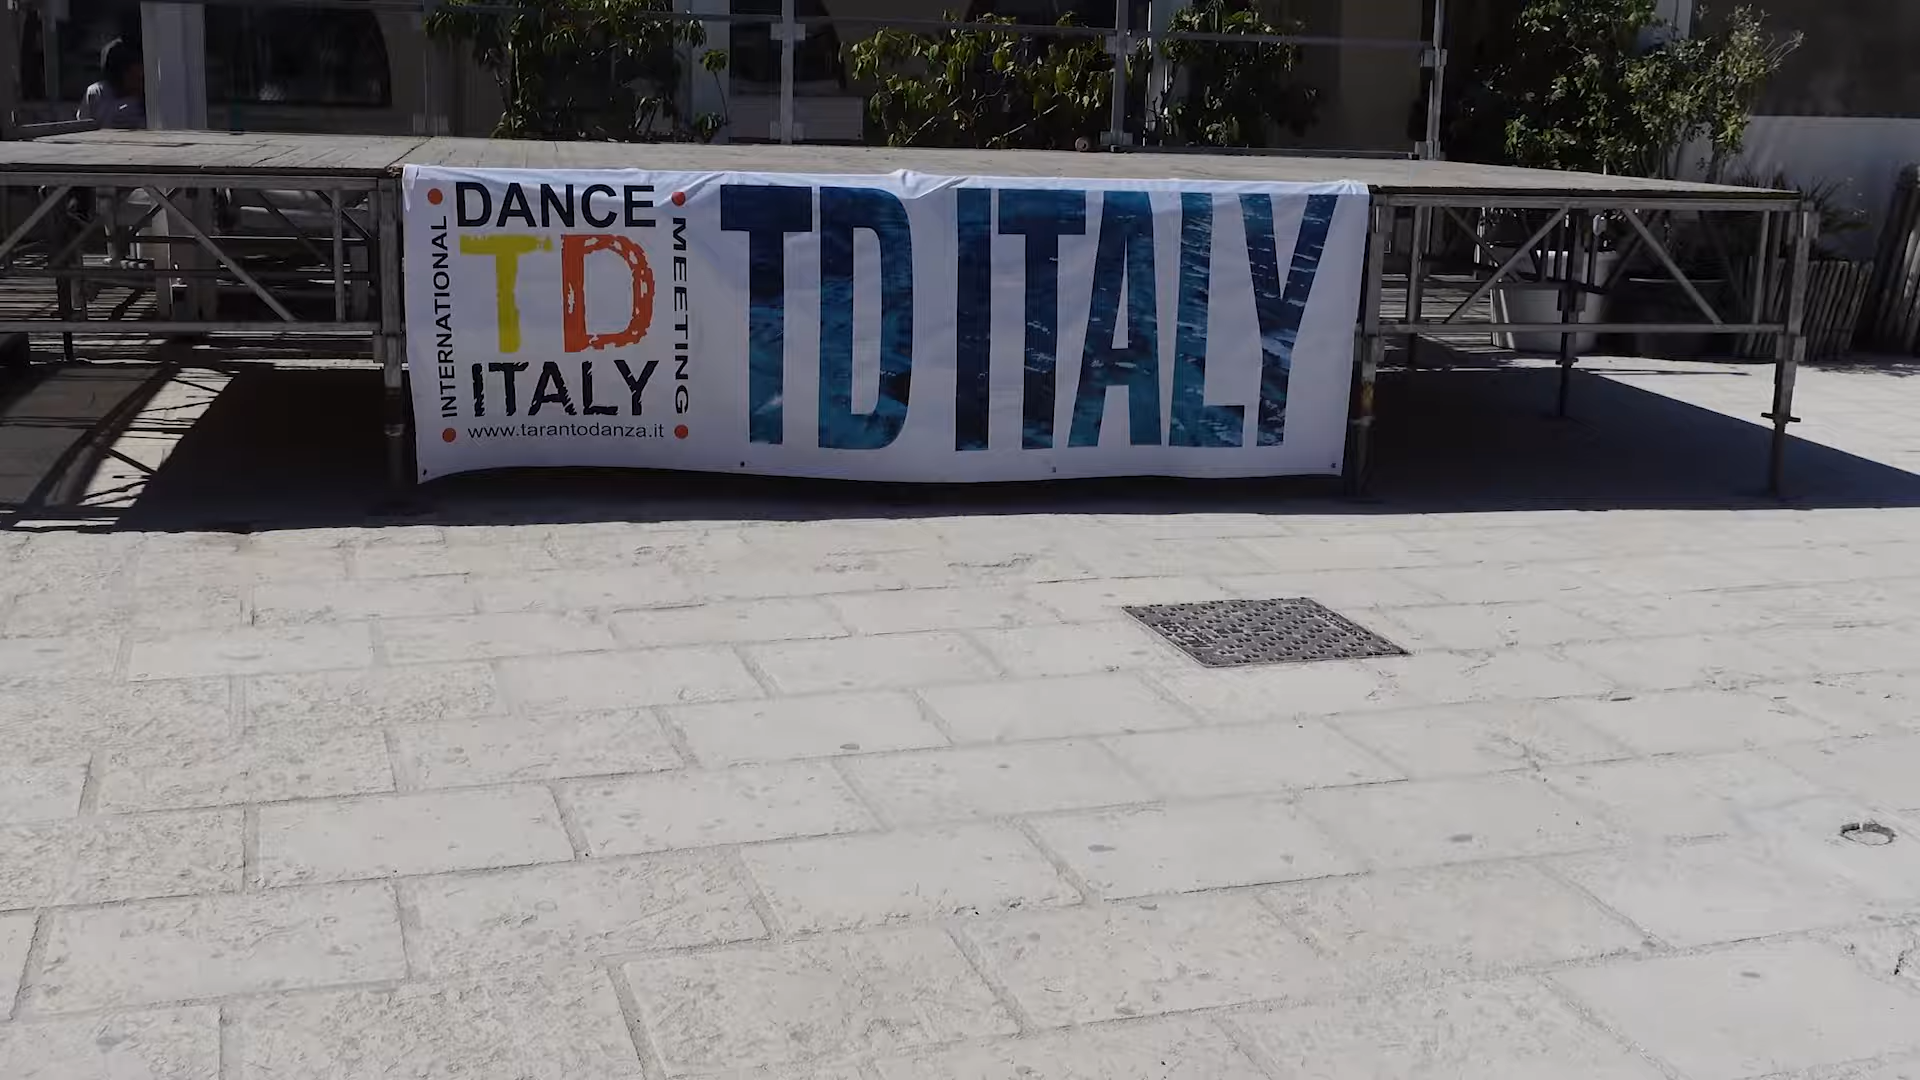 DANCE
INTERNATIONAL
TD
MEETING
ITALY
www.tarantodanza.it
TD ITALY